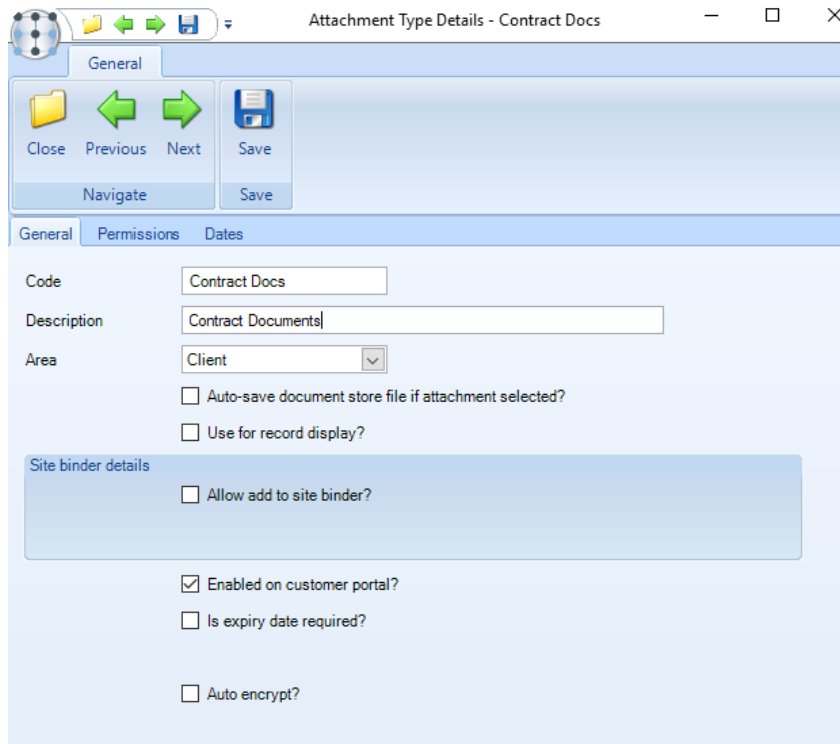 Attachment Type Details - Contract Docs
General
Close Previous Next Save
Navigate Save
General Permissions Dates
Code Contract Docs
Description Contract Documents
Area Client
Auto-save document store file if attachment selected?
Use for record display?
Site binder details
Allow add to site binder?
Enabled on customer portal?
Is expiry date required?
Auto encrypt?